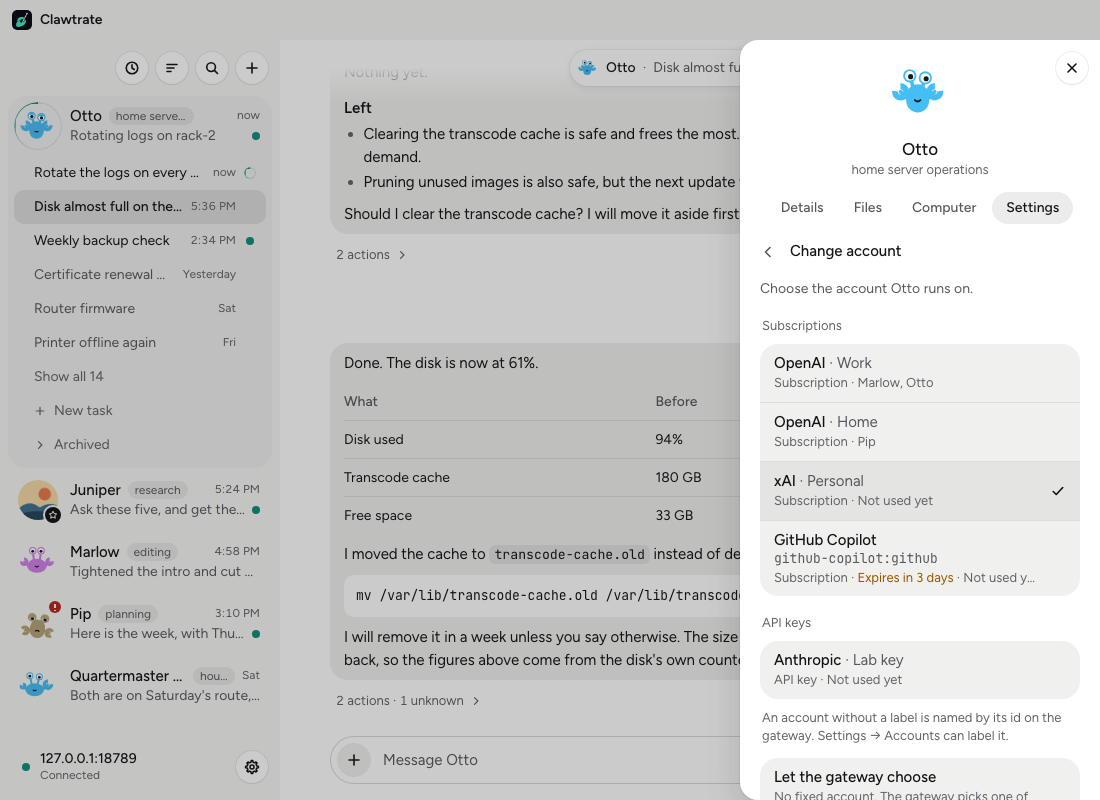 Clawtrate
Otto home serve... now
Rotating logs on rack-2
Rotate the logs on every ... now
Disk almost full on the... 5:36 PM
Weekly backup check 2:34 PM
Certificate renewal ... Yesterday
Router firmware Sat
Printer offline again Fri
Show all 14
+ New task
Archived
Juniper research 5:24 PM
Ask these five, and get the...
Marlow editing 4:58 PM
Tightened the intro and cut ...
Pip planning 3:10 PM
Here is the week, with Thu...
Quartermaster ... hou... Sat
Both are on Saturday's route,...
127.0.0.1:18789
Connected
Otto · Disk almost fu
Nothing yet.
Left
• Clearing the transcode cache is safe and frees the most.
demand.
• Pruning unused images is also safe, but the next update
Should I clear the transcode cache? I will move it aside first
2 actions
Done. The disk is now at 61%.
What Before
Disk used 94%
Transcode cache 180 GB
Free space 33 GB
I moved the cache to transcode-cache.old instead of de
mv /var/lib/transcode-cache.old /var/lib/transcode
I will remove it in a week unless you say otherwise. The size
back, so the figures above come from the disk's own counte
2 actions · 1 unknown
Message Otto
Otto
home server operations
Details Files Computer Settings
Change account
Choose the account Otto runs on.
Subscriptions
OpenAI · Work
Subscription · Marlow, Otto
OpenAI · Home
Subscription · Pip
xAI · Personal
Subscription · Not used yet
GitHub Copilot
github-copilot:github
Subscription · Expires in 3 days · Not used y...
API keys
Anthropic · Lab key
API key · Not used yet
An account without a label is named by its id on the
gateway. Settings → Accounts can label it.
Let the gateway choose
No fixed account. The gateway picks one of